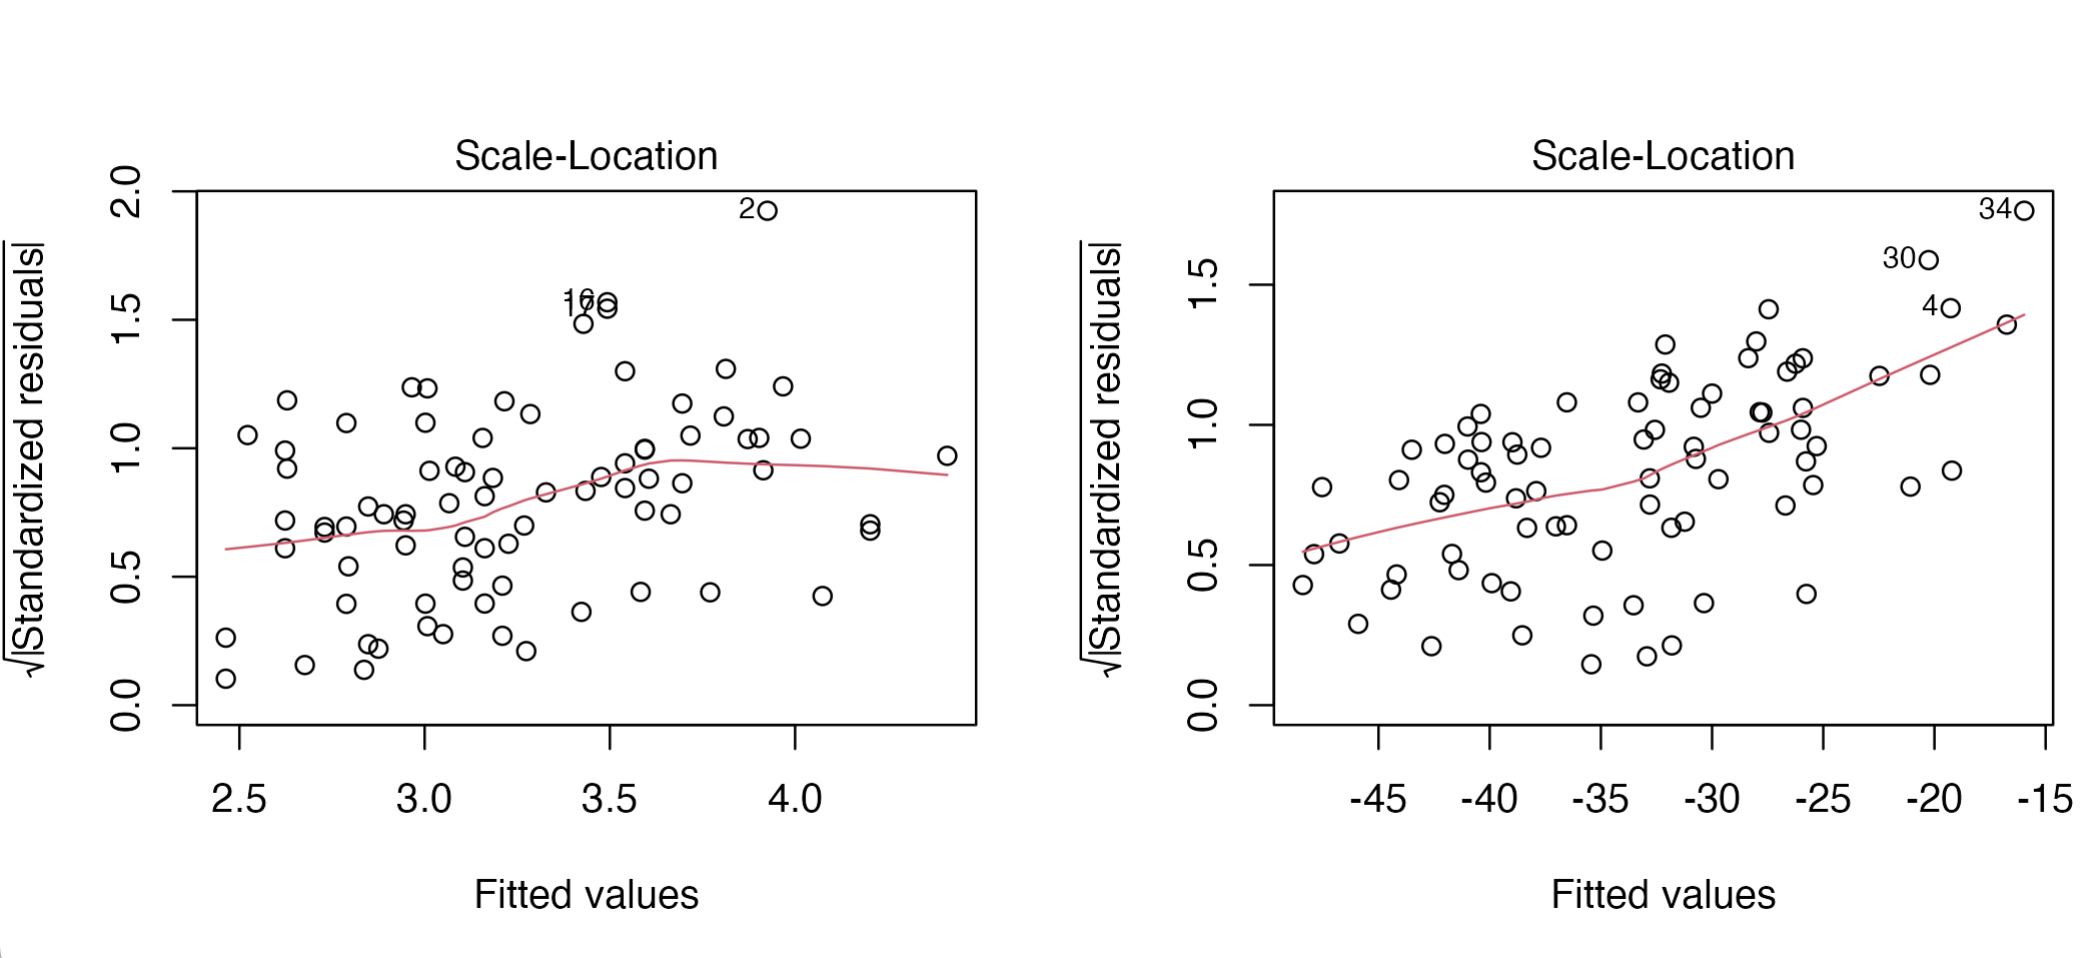 Scale-Location
√|Standardized residuals|
2.0
1.5
1.0
0.5
0.0
2
16
17
2.5 3.0 3.5 4.0
Fitted values
Scale-Location
√|Standardized residuals|
1.5
1.0
0.5
0.0
34
30
4
-45 -40 -35 -30 -25 -20 -15
Fitted values